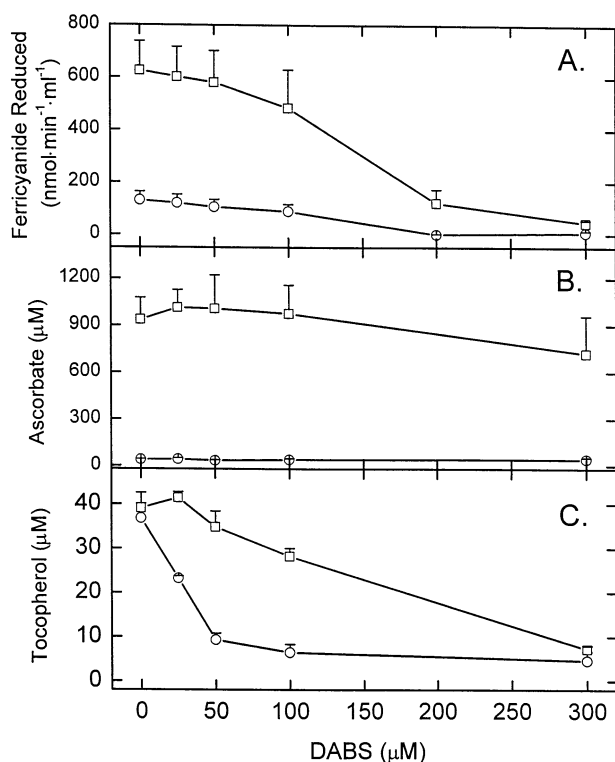 A.
Ferricyanide Reduced
(nmol·min⁻¹·ml⁻¹)
800
600
400
200
0
B.
Ascorbate (μM)
1200
900
600
300
0
C.
Tocopherol (μM)
40
30
20
10
0
0 50 100 150 200 250 300
DABS (μM)